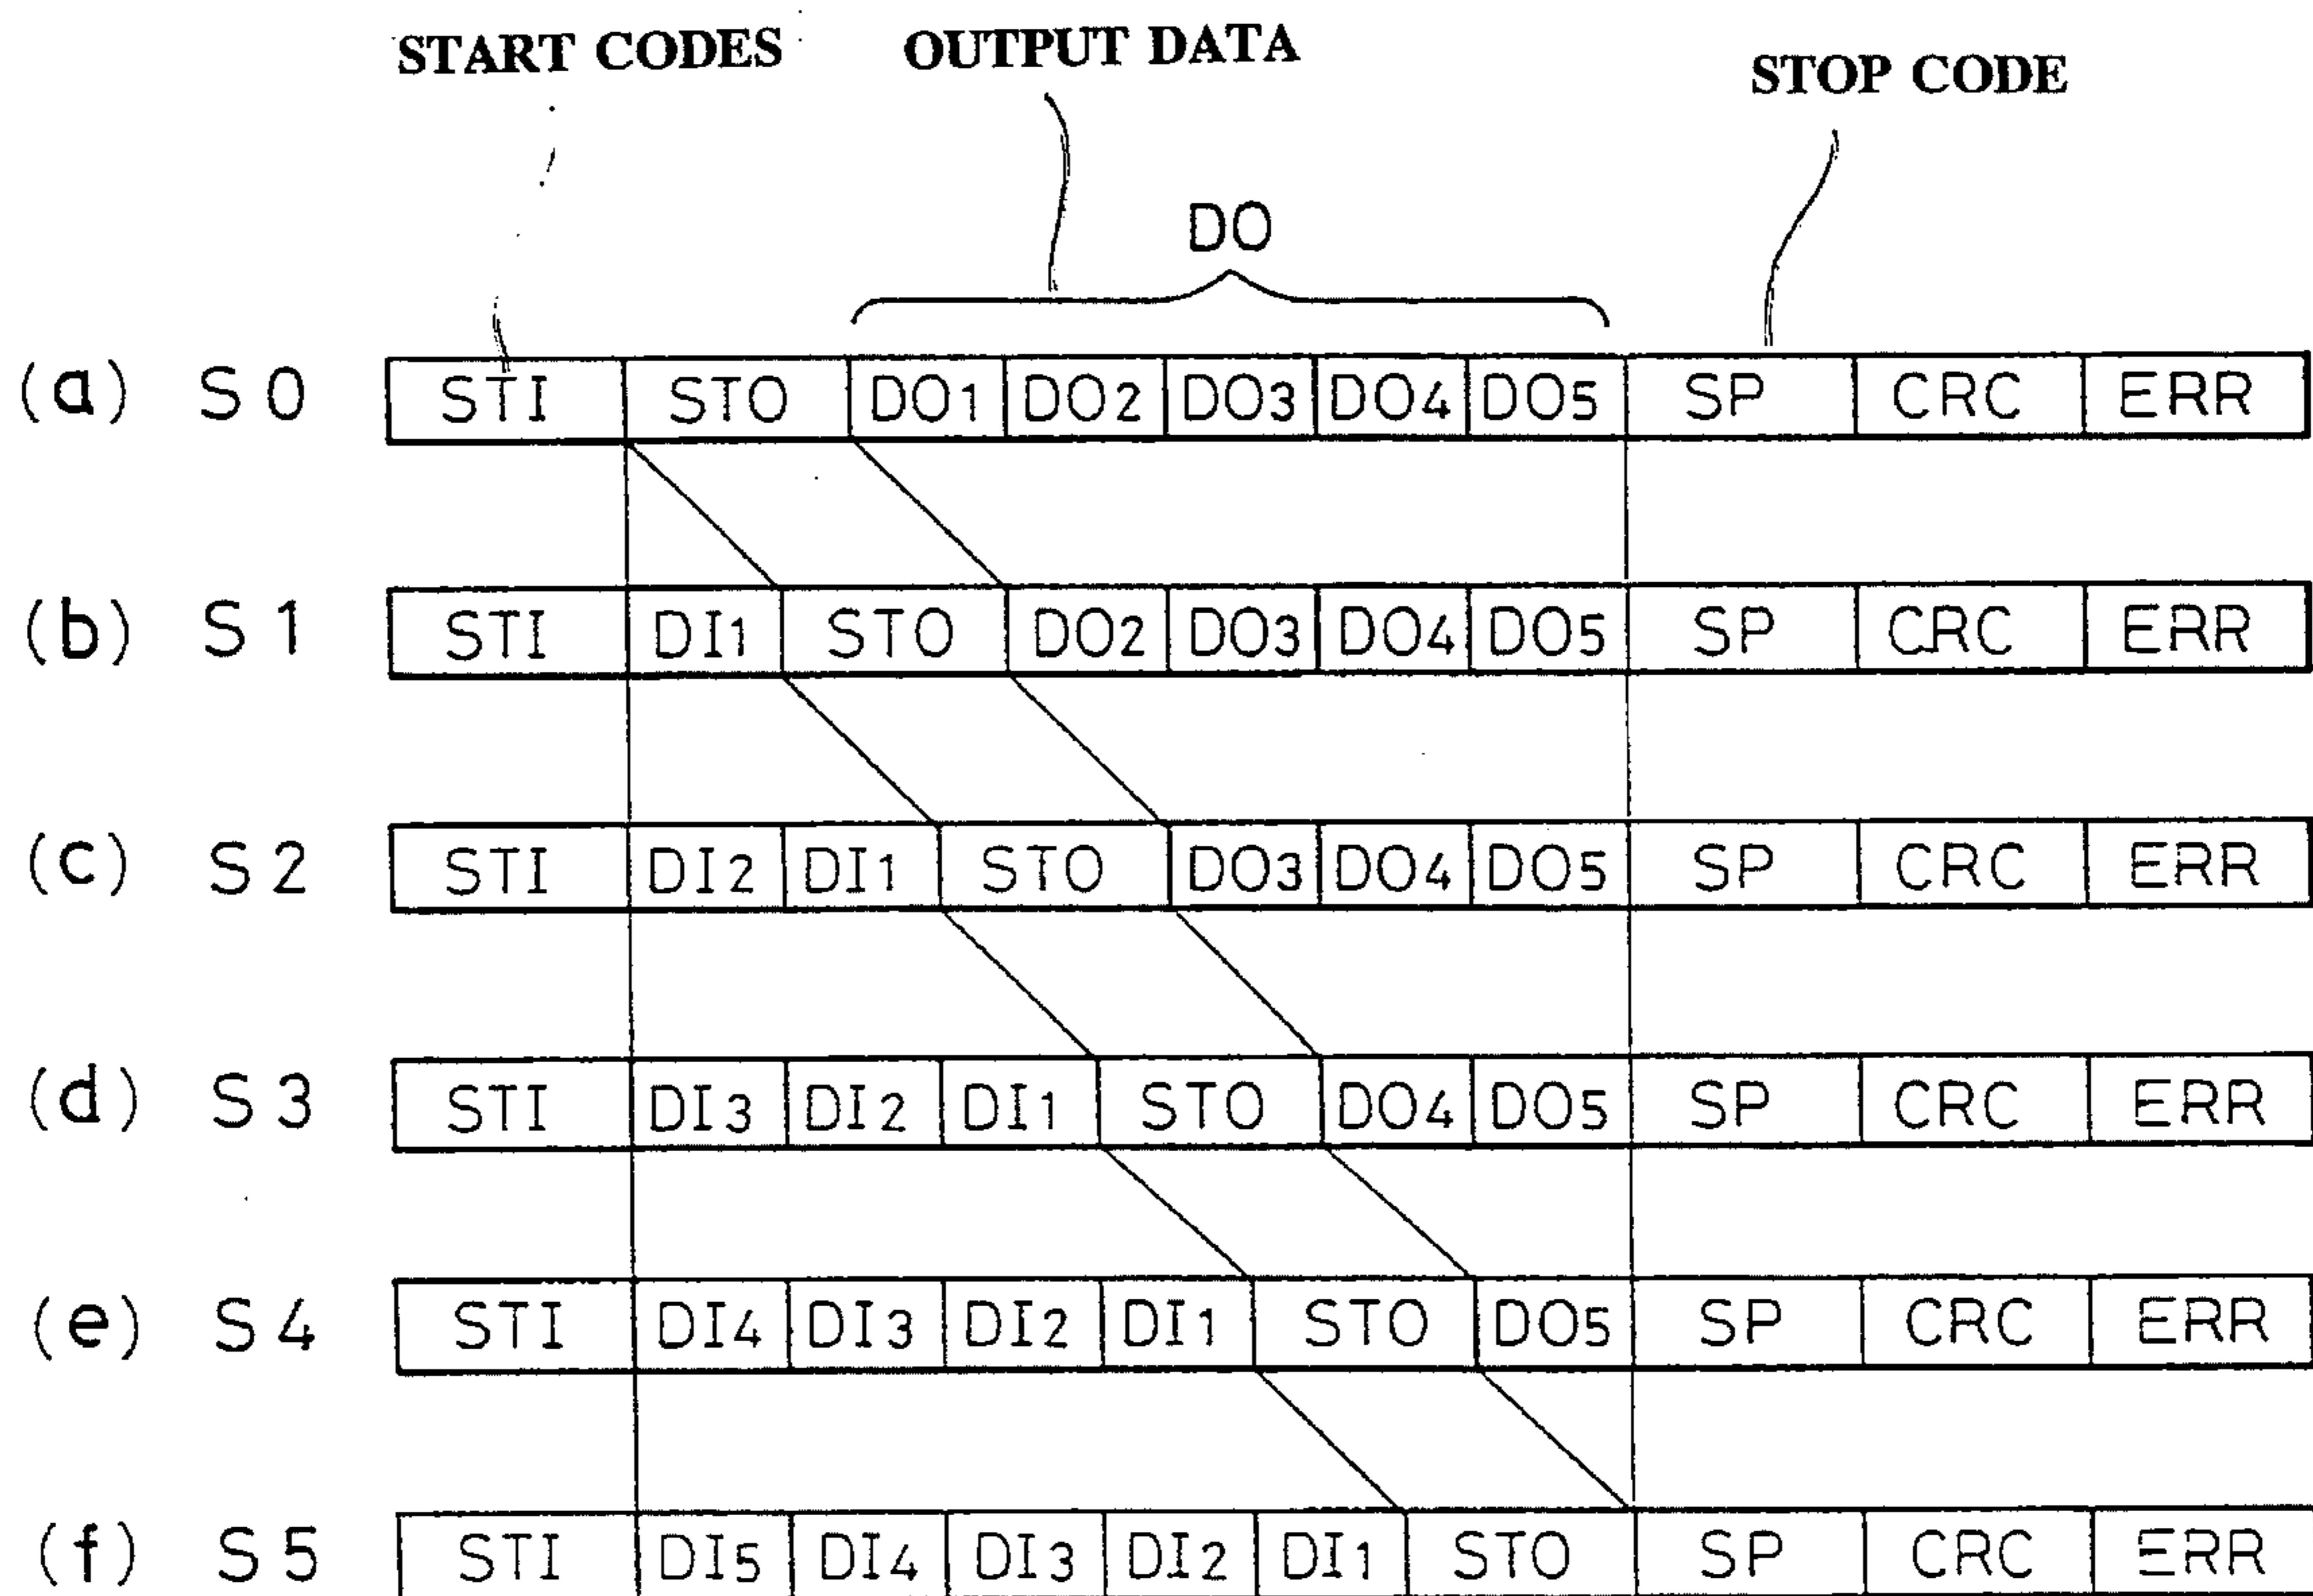 START CODES OUTPUT DATA STOP CODE
DO
(a) S0 STI STO DO1 DO2 DO3 DO4 DO5 SP CRC ERR
(b) S1 STI DI1 STO DO2 DO3 DO4 DO5 SP CRC ERR
(c) S2 STI DI2 DI1 STO DO3 DO4 DO5 SP CRC ERR
(d) S3 STI DI3 DI2 DI1 STO DO4 DO5 SP CRC ERR
(e) S4 STI DI4 DI3 DI2 DI1 STO DO5 SP CRC ERR
(f) S5 STI DI5 DI4 DI3 DI2 DI1 STO SP CRC ERR